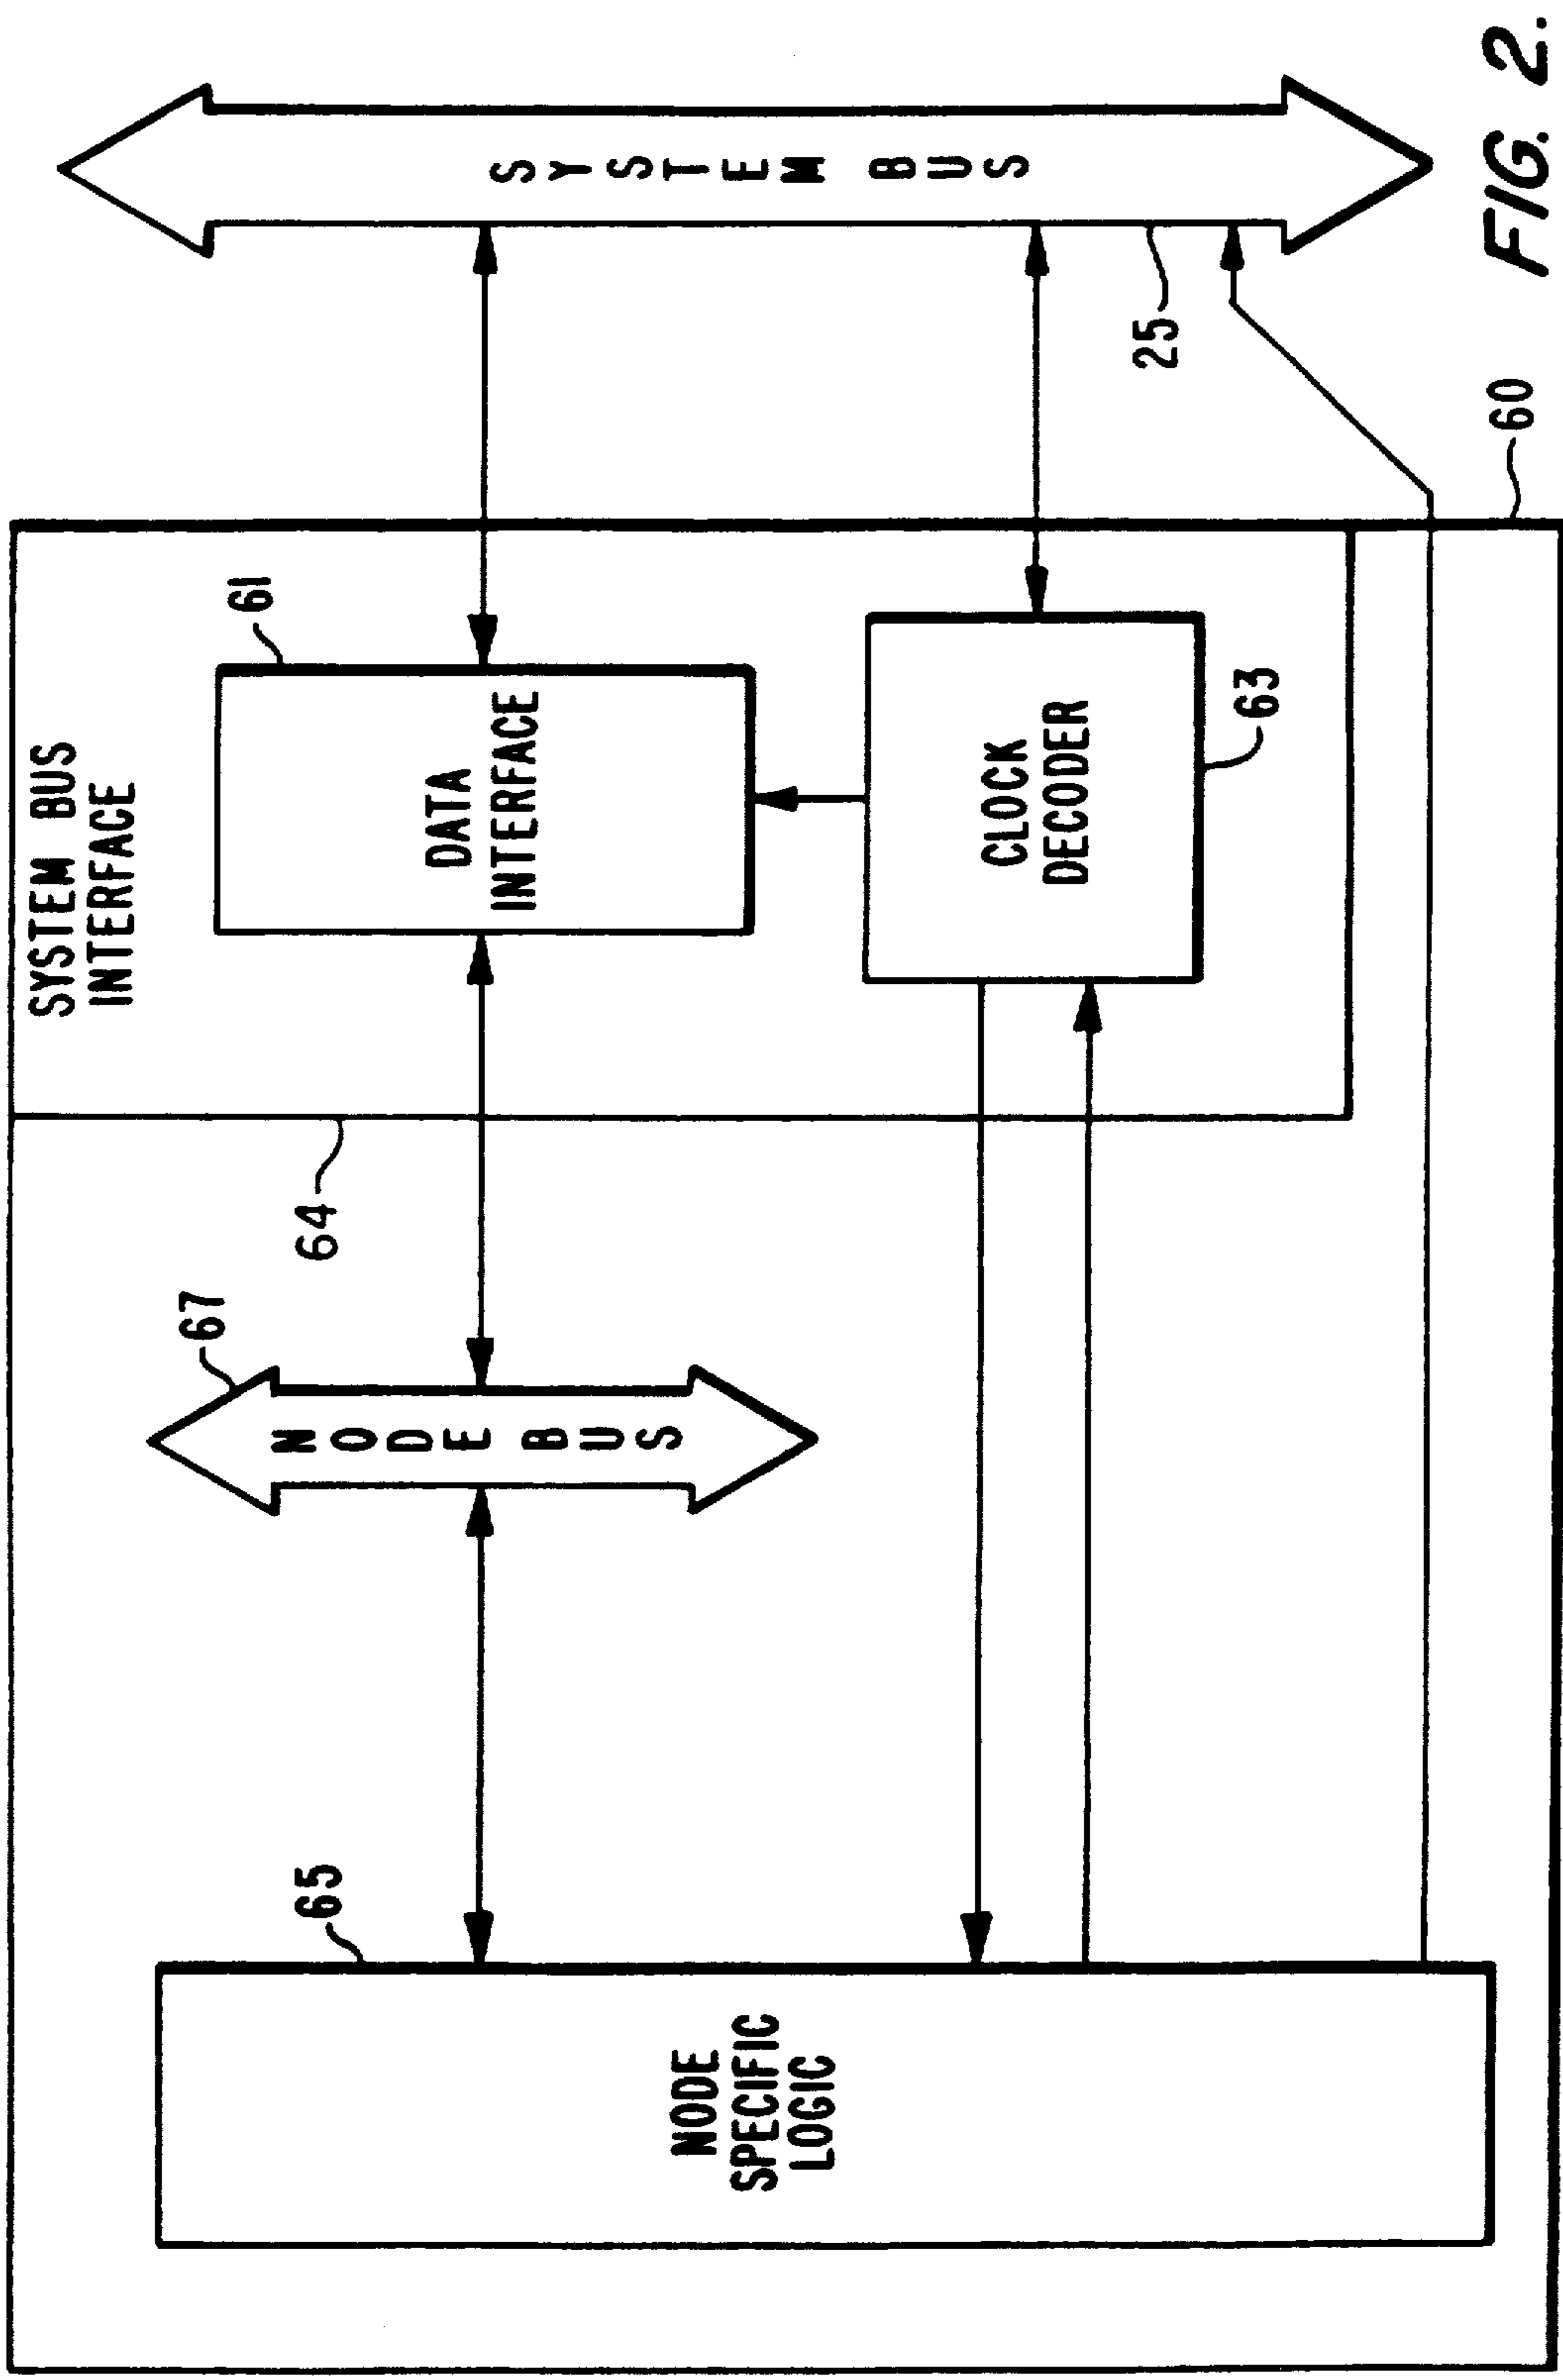 65
NODE
SPECIFIC
LOGIC
67
NODE BUS
64
SYSTEM BUS
INTERFACE
61
DATA
INTERFACE
CLOCK
DECODER
63
SYSTEM BUS
25
60
FIG. 2.